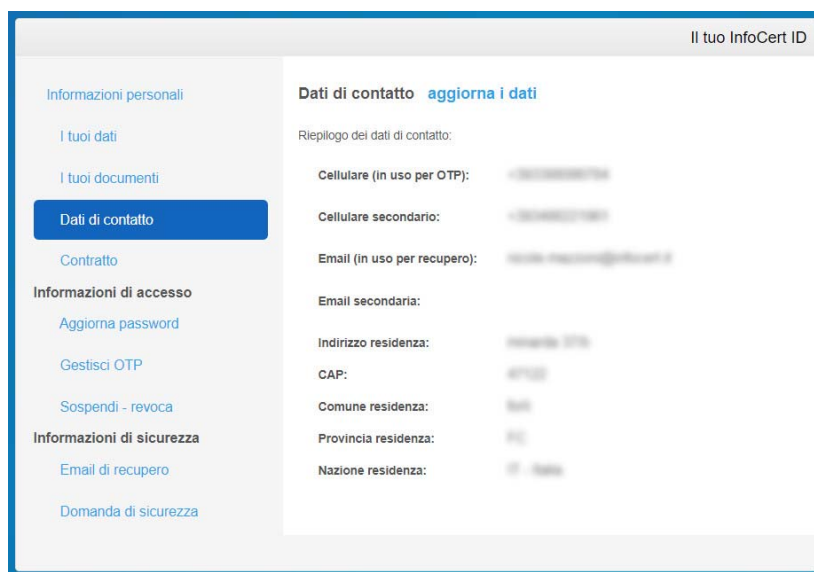 Il tuo InfoCert ID
Informazioni personali
I tuoi dati
I tuoi documenti
Dati di contatto
Contratto
Informazioni di accesso
Aggiorna password
Gestisci OTP
Sospendi - revoca
Informazioni di sicurezza
Email di recupero
Domanda di sicurezza
Dati di contatto aggiorna i dati
Riepilogo dei dati di contatto:
Cellulare (in uso per OTP):
Cellulare secondario:
Email (in uso per recupero):
Email secondaria:
Indirizzo residenza:
CAP:
Comune residenza:
Provincia residenza:
Nazione residenza: